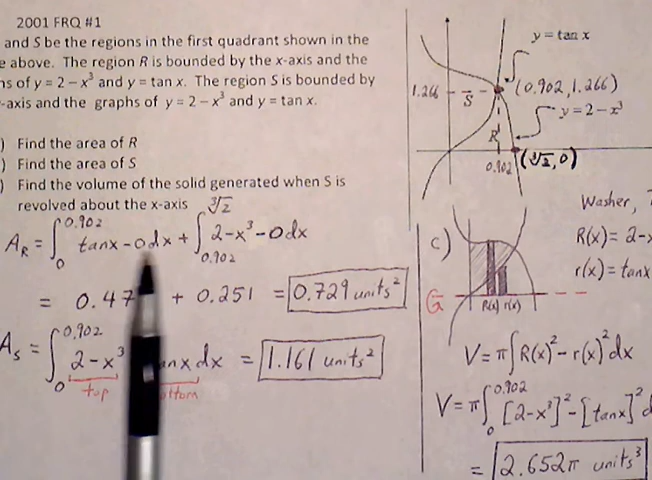 2001 FRQ #1
and S be the regions in the first quadrant shown in the
above. The region R is bounded by the x-axis and the
of y = 2 − x³ and y = tan x. The region S is bounded by
-axis and the graphs of y = 2 − x³ and y = tan x.
) Find the area of R
) Find the area of S
) Find the volume of the solid generated when S is
revolved about the x-axis
A_R = ∫₀^0.902 tanx − 0 dx + ∫_0.902^∛2 2 − x³ − 0 dx
= 0.47 + 0.251 = 0.729 units²
A_S = ∫₀^0.902 2 − x³ anx dx = 1.161 units²
top ottom
y = tan x
1.266
S
(0.902, 1.266)
y = 2 − x³
R
0.902
(∛2, 0)
Washer,
c)
R(x) = 2 −
r(x) = tanx
R(x) r(x)
V = π∫R(x)² − r(x)² dx
V = π∫₀^0.902 [2 − x³]² − [tanx]² d
= 2.652π units³